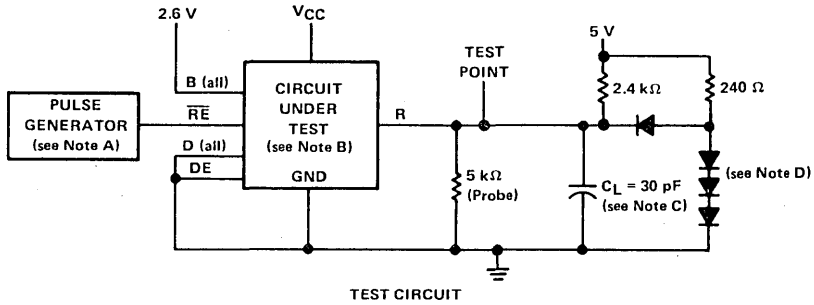 2.6 V
VCC
5 V
TEST
POINT
B (all)
CIRCUIT
UNDER
TEST
(see Note B)
GND
PULSE
GENERATOR
(see Note A)
RE
D (all)
DE
R
2.4 kΩ
240 Ω
5 kΩ
(Probe)
CL = 30 pF
(see Note C)
(see Note D)
TEST CIRCUIT